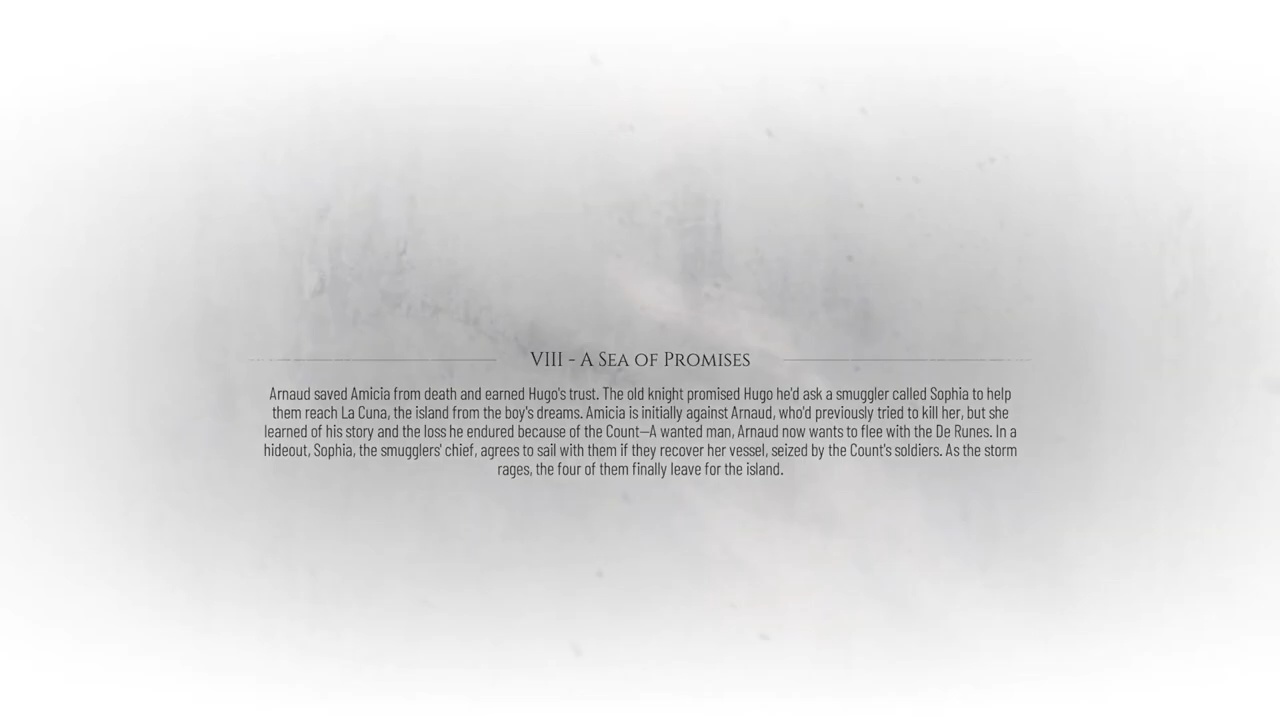 VIII - A Sea of Promises
Arnaud saved Amicia from death and earned Hugo's trust. The old knight promised Hugo he'd ask a smuggler called Sophia to help
them reach La Cuna, the island from the boy's dreams. Amicia is initially against Arnaud, who'd previously tried to kill her, but she
learned of his story and the loss he endured because of the Count—A wanted man, Arnaud now wants to flee with the De Runes. In a
hideout, Sophia, the smugglers' chief, agrees to sail with them if they recover her vessel, seized by the Count's soldiers. As the storm
rages, the four of them finally leave for the island.